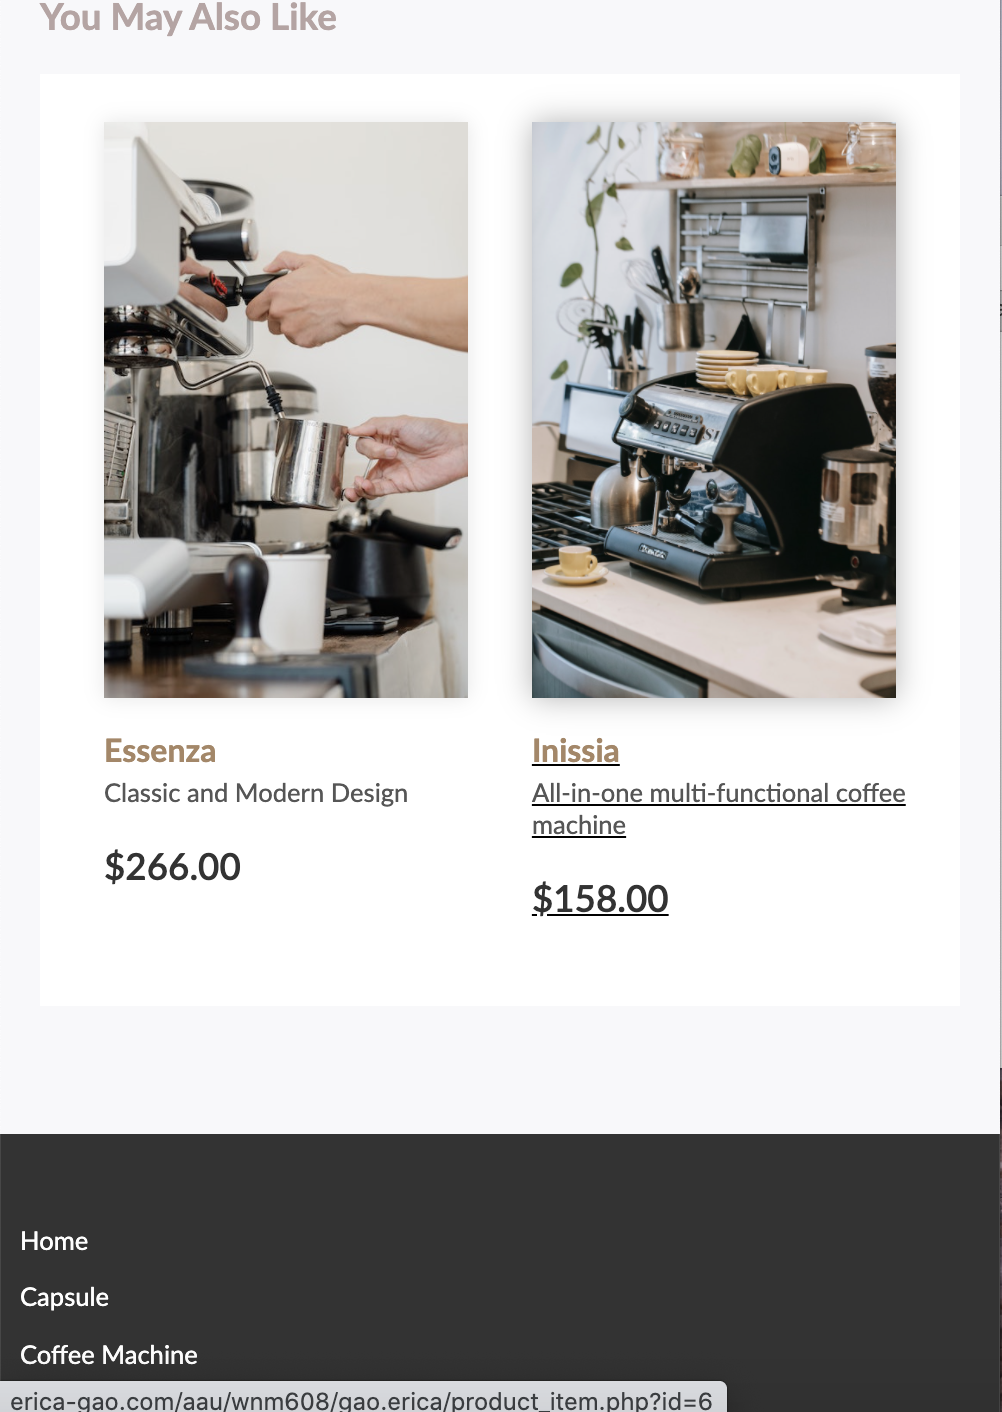 You May Also Like
Essenza
Classic and Modern Design
$266.00
Inissia
All-in-one multi-functional coffee
machine
$158.00
Home
Capsule
Coffee Machine
erica-gao.com/aau/wnm608/gao.erica/product_item.php?id=6